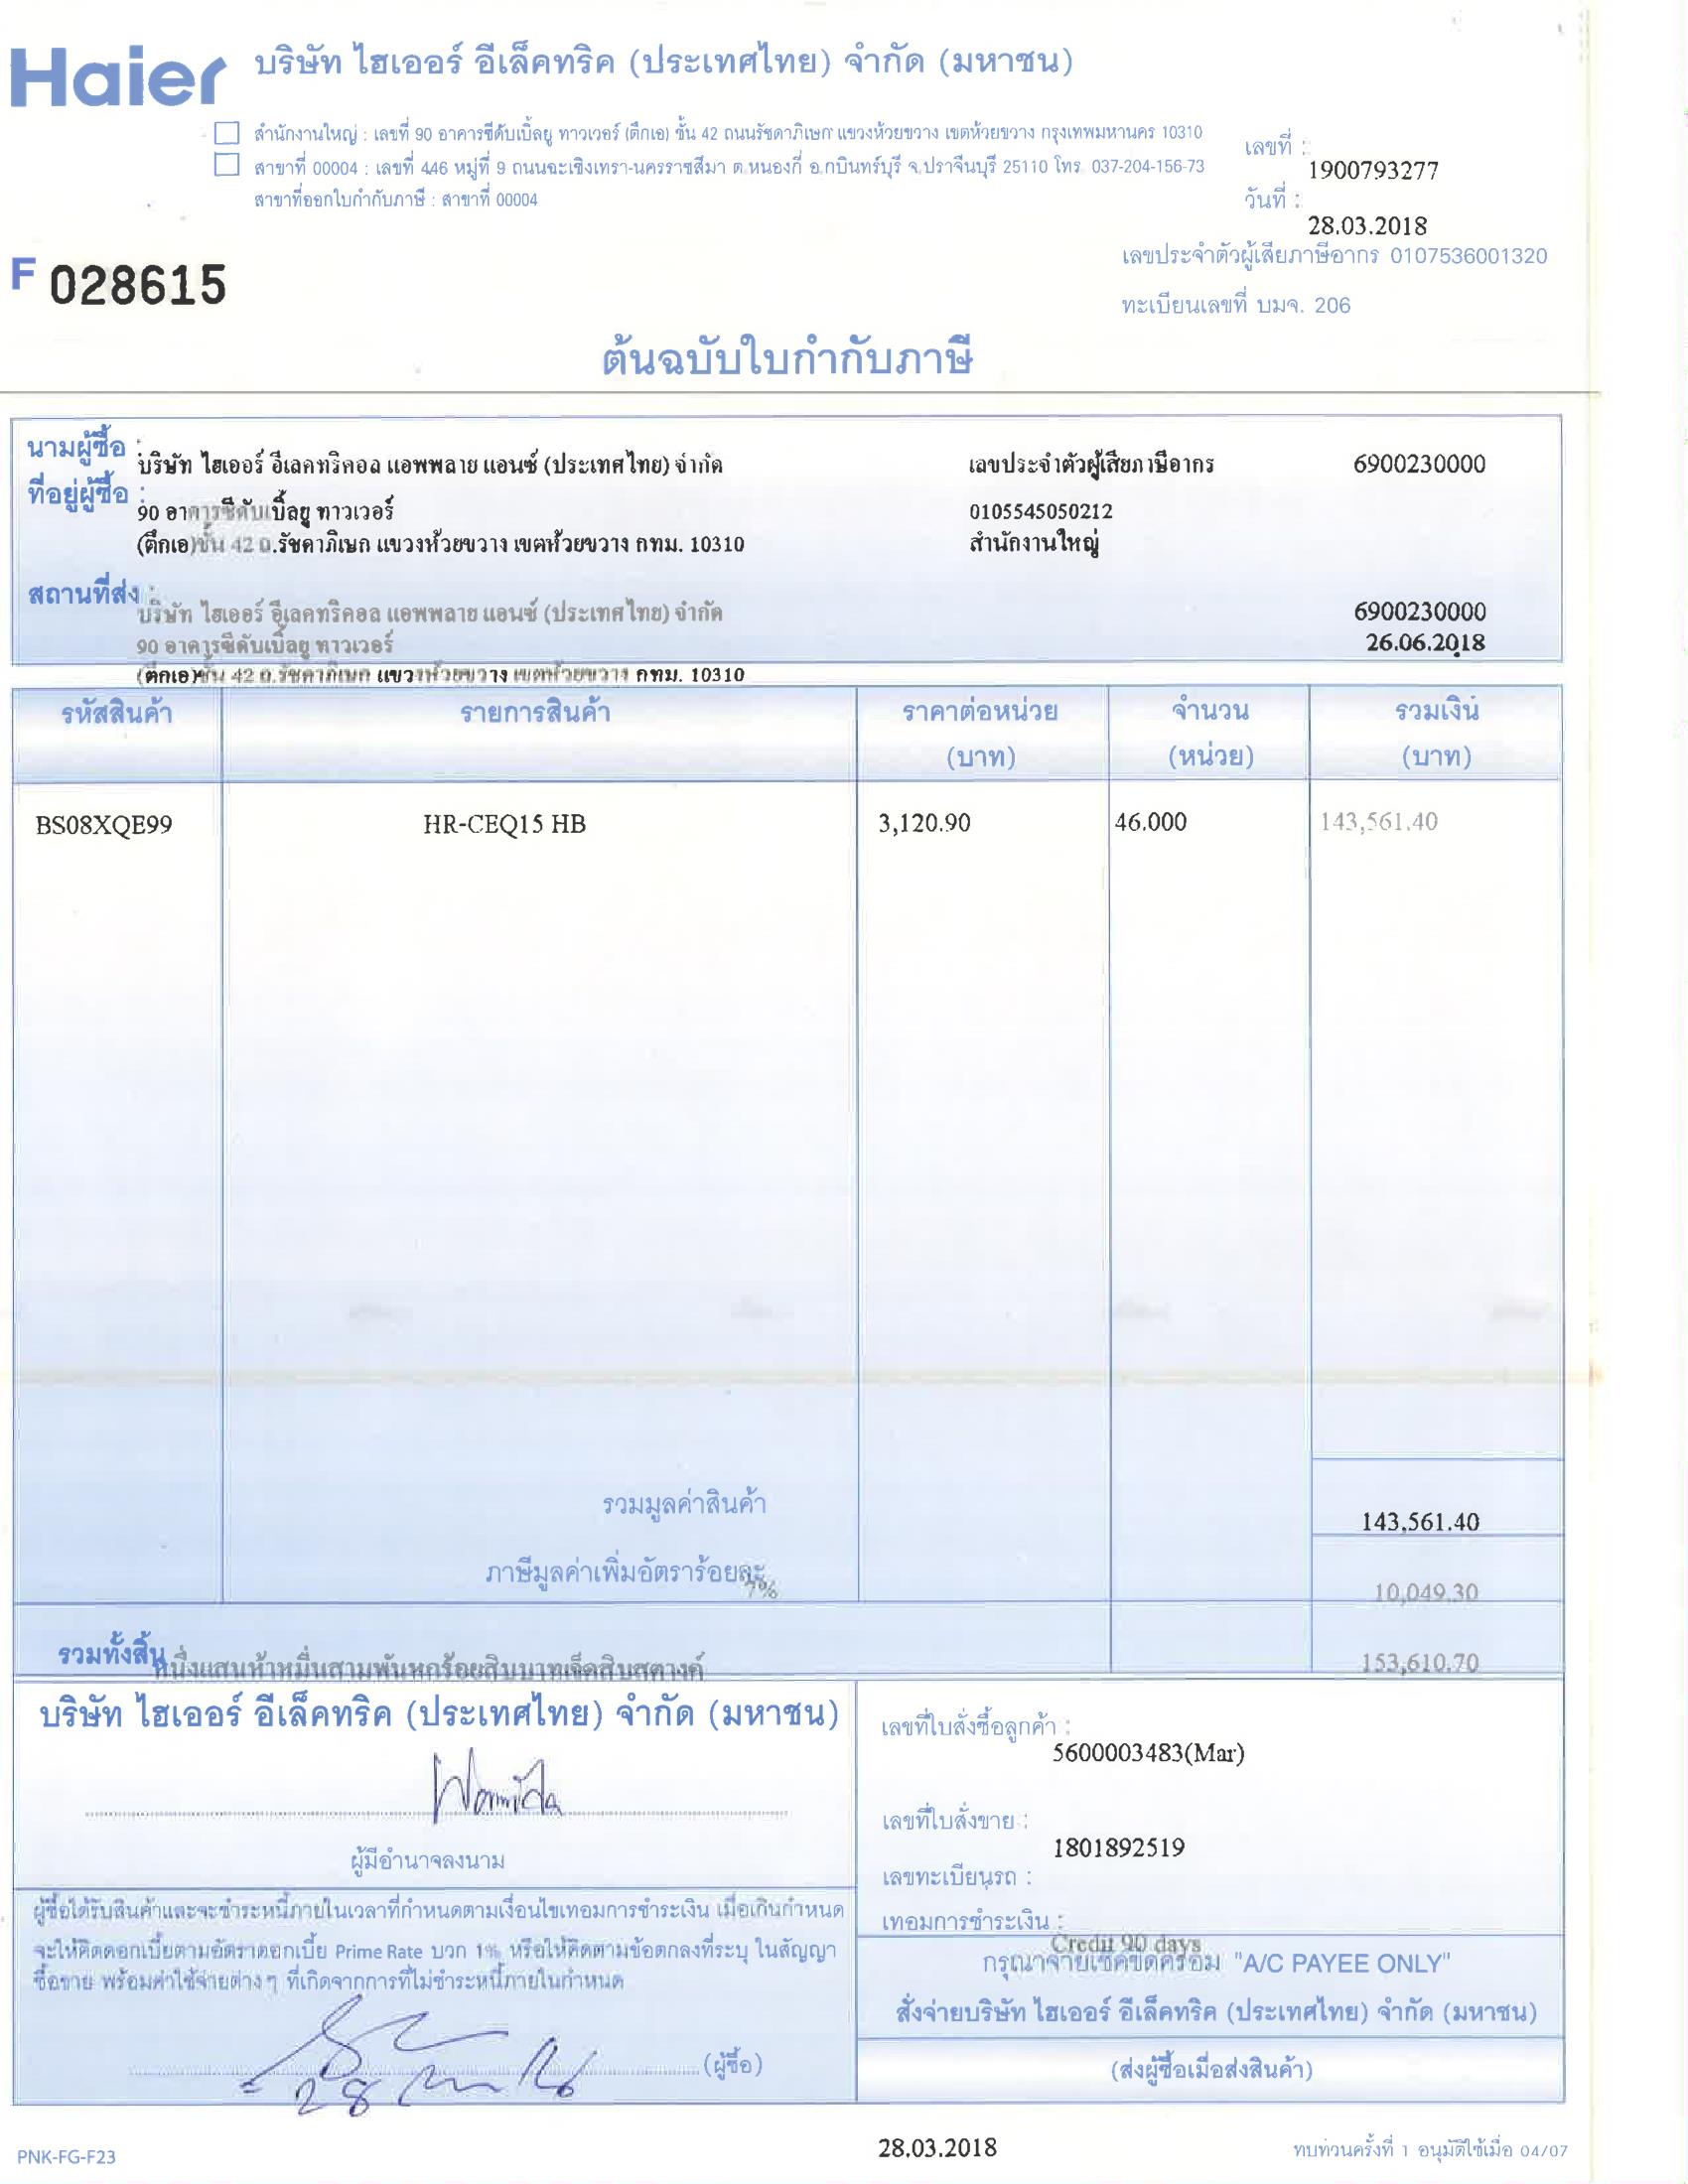 Haier บริษัท ไฮเออร์ อีเล็คทริค (ประเทศไทย) จำกัด (มหาชน)
สำนักงานใหญ่ : เลขที่ 90 อาคารซีดับเบิ้ลยู ทาวเวอร์ (ตึกเอ) ชั้น 42 ถนนรัชดาภิเษก แขวงห้วยขวาง เขตห้วยขวาง กรุงเทพมหานคร 10310
สาขาที่ 00004 : เลขที่ 446 หมู่ที่ 9 ถนนฉะเชิงเทรา-นครราชสีมา ต.หนองกี่ อ.กบินทร์บุรี จ.ปราจีนบุรี 25110 โทร. 037-204-156-73
สาขาที่ออกใบกำกับภาษี : สาขาที่ 00004
เลขที่ :
1900793277
วันที่ :
28.03.2018
เลขประจำตัวผู้เสียภาษีอากร 0107536001320
ทะเบียนเลขที่ บมจ. 206
F 028615
ต้นฉบับใบกำกับภาษี
นามผู้ซื้อ :
บริษัท ไฮเออร์ อีเลคทริคอล แอพพลาย แอนซ์ (ประเทศไทย) จำกัด เลขประจำตัวผู้เสียภาษีอากร 6900230000
ที่อยู่ผู้ซื้อ :
90 อาคารซีดับเบิ้ลยู ทาวเวอร์ 0105545050212
(ตึกเอ)ชั้น 42 ถ.รัชดาภิเษก แขวงห้วยขวาง เขตห้วยขวาง กทม. 10310 สำนักงานใหญ่
สถานที่ส่ง :
บริษัท ไฮเออร์ อีเลคทริคอล แอพพลาย แอนซ์ (ประเทศไทย) จำกัด 6900230000
90 อาคารซีดับเบิ้ลยู ทาวเวอร์ 26.06.2018
(ตึกเอ)ชั้น 42 ถ.รัชดาภิเษก แขวงห้วยขวาง เขตห้วยขวาง กทม. 10310
รหัสสินค้า รายการสินค้า ราคาต่อหน่วย จำนวน รวมเงิน
(บาท) (หน่วย) (บาท)
BS08XQE99 HR-CEQ15 HB 3,120.90 46.000 143,561.40
รวมมูลค่าสินค้า
143,561.40
ภาษีมูลค่าเพิ่มอัตราร้อยละ
7% 10,049.30
รวมทั้งสิ้น หนึ่งแสนห้าหมื่นสามพันหกร้อยสิบบาทเจ็ดสิบสตางค์ 153,610.70
บริษัท ไฮเออร์ อีเล็คทริค (ประเทศไทย) จำกัด (มหาชน)
ผู้มีอำนาจลงนาม
เลขที่ใบสั่งซื้อลูกค้า :
5600003483(Mar)
เลขที่ใบสั่งขาย :
1801892519
เลขทะเบียนรถ :
เทอมการชำระเงิน :
Credit 90 days
ผู้ซื้อได้รับสินค้าและจะชำระหนี้ภายในเวลาที่กำหนดตามเงื่อนไขเทอมการชำระเงิน เมื่อเกินกำหนด
จะให้คิดดอกเบี้ยตามอัตราดอกเบี้ย Prime Rate บวก 1% หรือให้คิดตามข้อตกลงที่ระบุ ในสัญญา
ซื้อขาย พร้อมค่าใช้จ่ายต่าง ๆ ที่เกิดจากการที่ไม่ชำระหนี้ภายในกำหนด
(ผู้ซื้อ)
28
กรุณาจ่ายเช็คขีดคร่อม "A/C PAYEE ONLY"
สั่งจ่ายบริษัท ไฮเออร์ อีเล็คทริค (ประเทศไทย) จำกัด (มหาชน)
(ส่งผู้ซื้อเมื่อส่งสินค้า)
PNK-FG-F23 28.03.2018 ทบทวนครั้งที่ 1 อนุมัติใช้เมื่อ 04/07